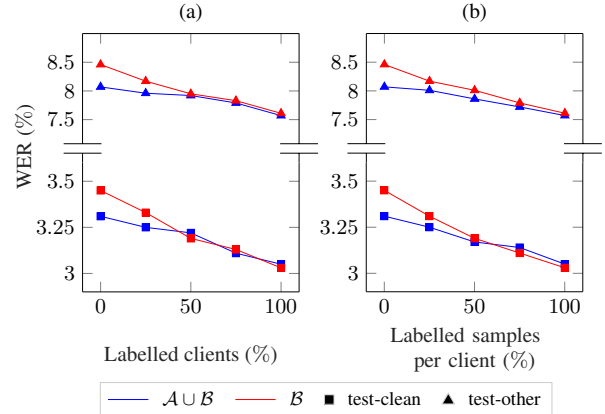 (a) (b)
8.5 8.5
8 8
7.5 7.5
WER (%)
3.5 3.5
3.25 3.25
3 3
0 50 100 0 50 100
Labelled clients (%) Labelled samples
per client (%)
𝒜 ∪ ℬ ℬ test-clean test-other